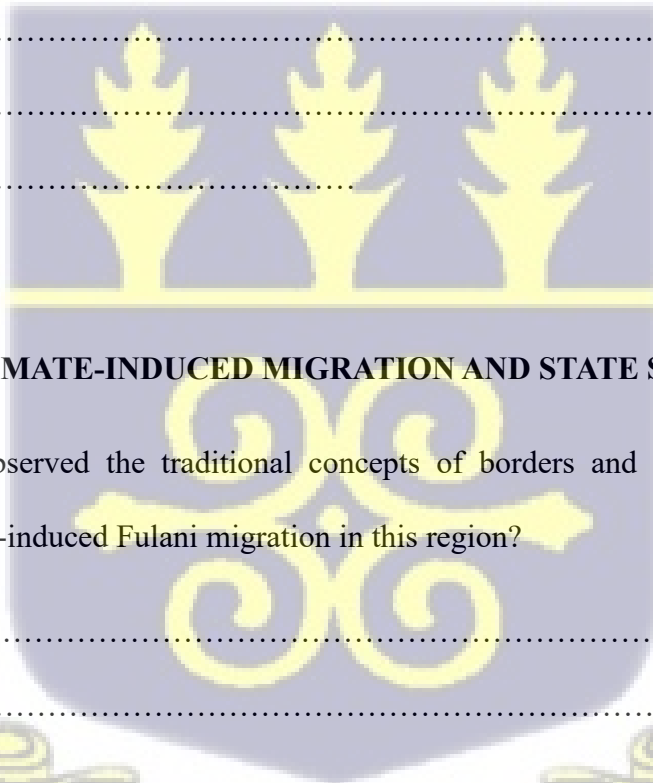 ……………………………………………………………
……………………………………………………………
………………………………
MATE-INDUCED MIGRATION AND STATE S
bserved the traditional concepts of borders and
-induced Fulani migration in this region?
……………………………………………………………
……………………………………………………………